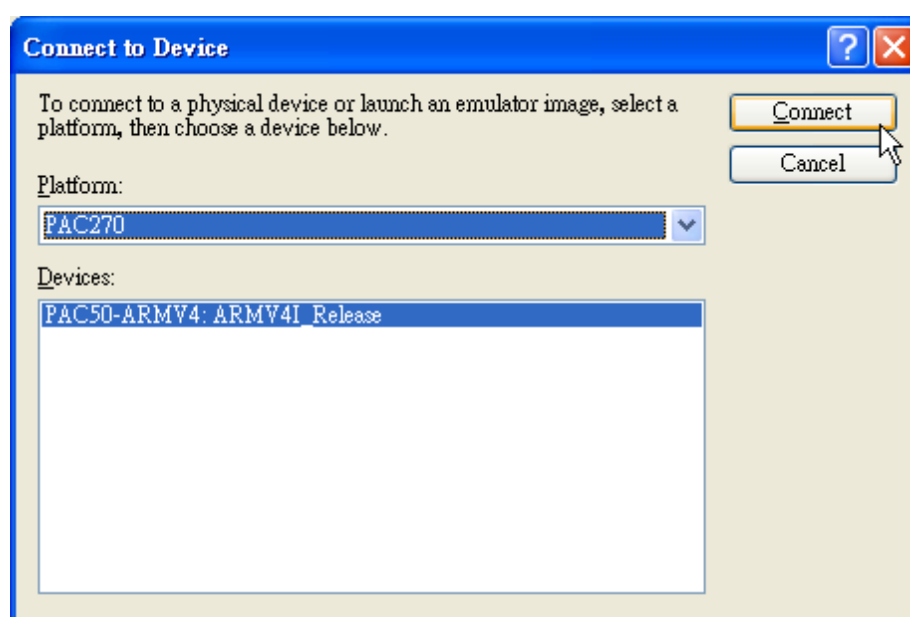 Connect to Device
To connect to a physical device or launch an emulator image, select a
platform, then choose a device below.
Connect
Cancel
Platform:
PAC270
Devices:
PAC50-ARMV4: ARMV4I_Release